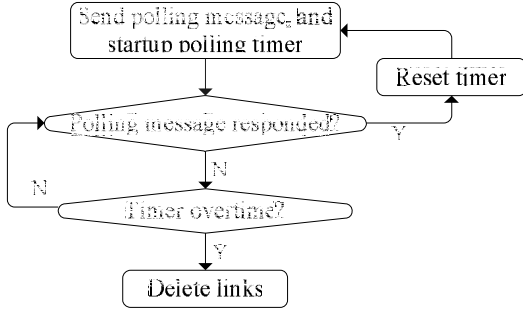 Send polling message, and
startup polling timer
Reset timer
Polling message responded?
Y
N
N
Timer overtime?
Y
Delete links